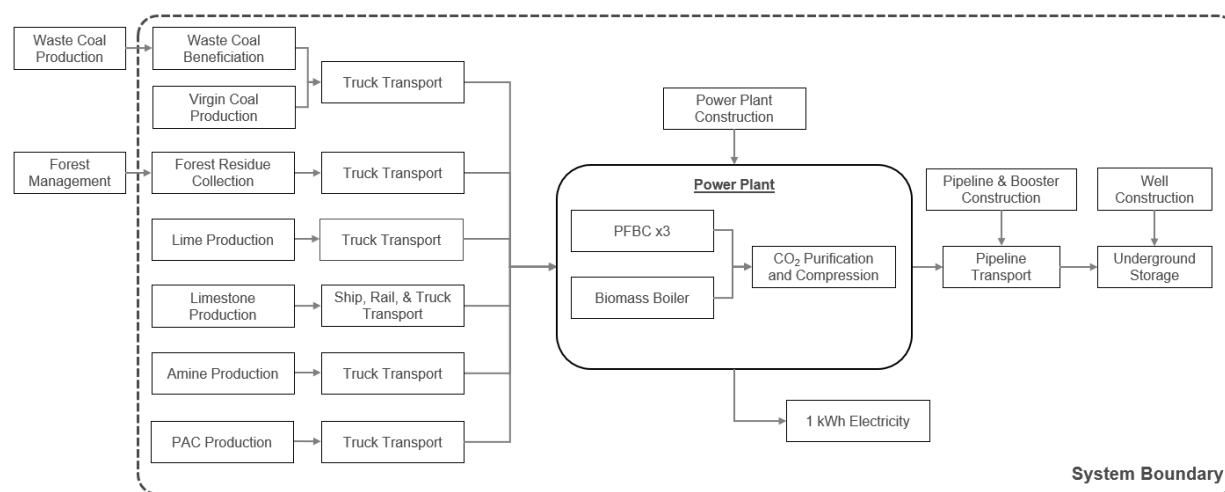 Waste Coal
Production
Waste Coal
Beneficiation
Virgin Coal
Production
Truck Transport
Forest
Management
Forest Residue
Collection
Truck Transport
Lime Production
Truck Transport
Limestone
Production
Ship, Rail, & Truck
Transport
Amine Production
Truck Transport
PAC Production
Truck Transport
Power Plant
Construction
Power Plant
PFBC x3
Biomass Boiler
CO₂ Purification
and Compression
1 kWh Electricity
Pipeline & Booster
Construction
Pipeline
Transport
Well
Construction
Underground
Storage
System Boundary